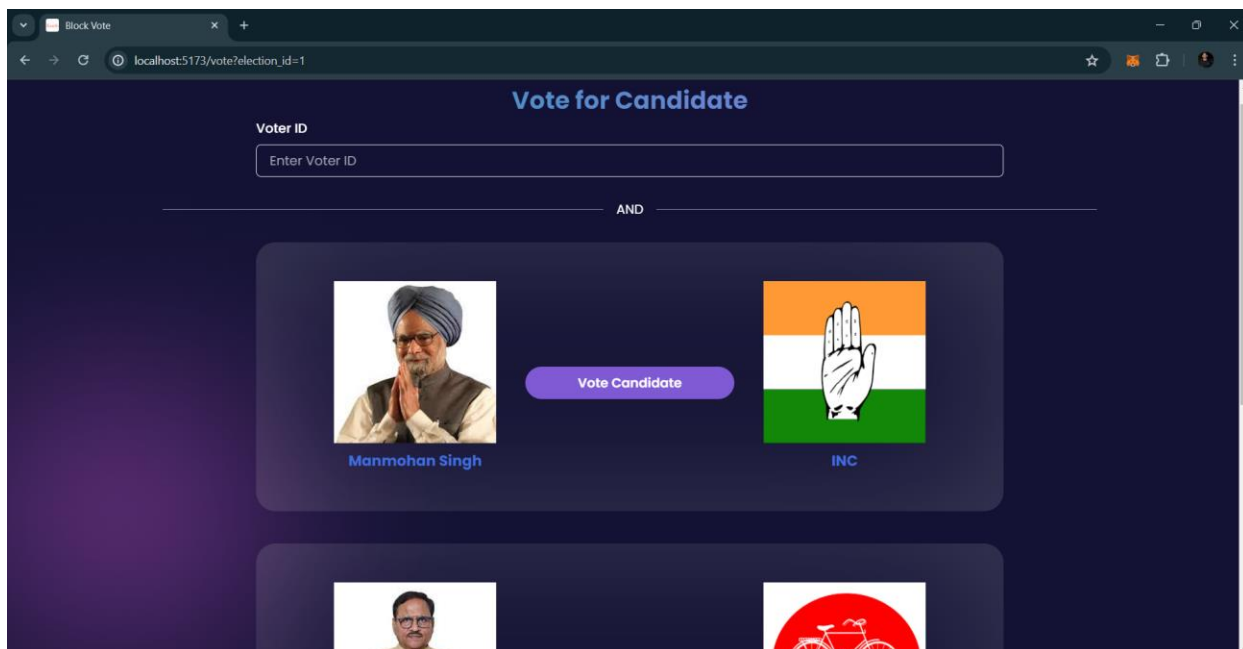 Block Vote
localhost:5173/vote?election_id=1
Vote for Candidate
Voter ID
Enter Voter ID
AND
Vote Candidate
Manmohan Singh
INC